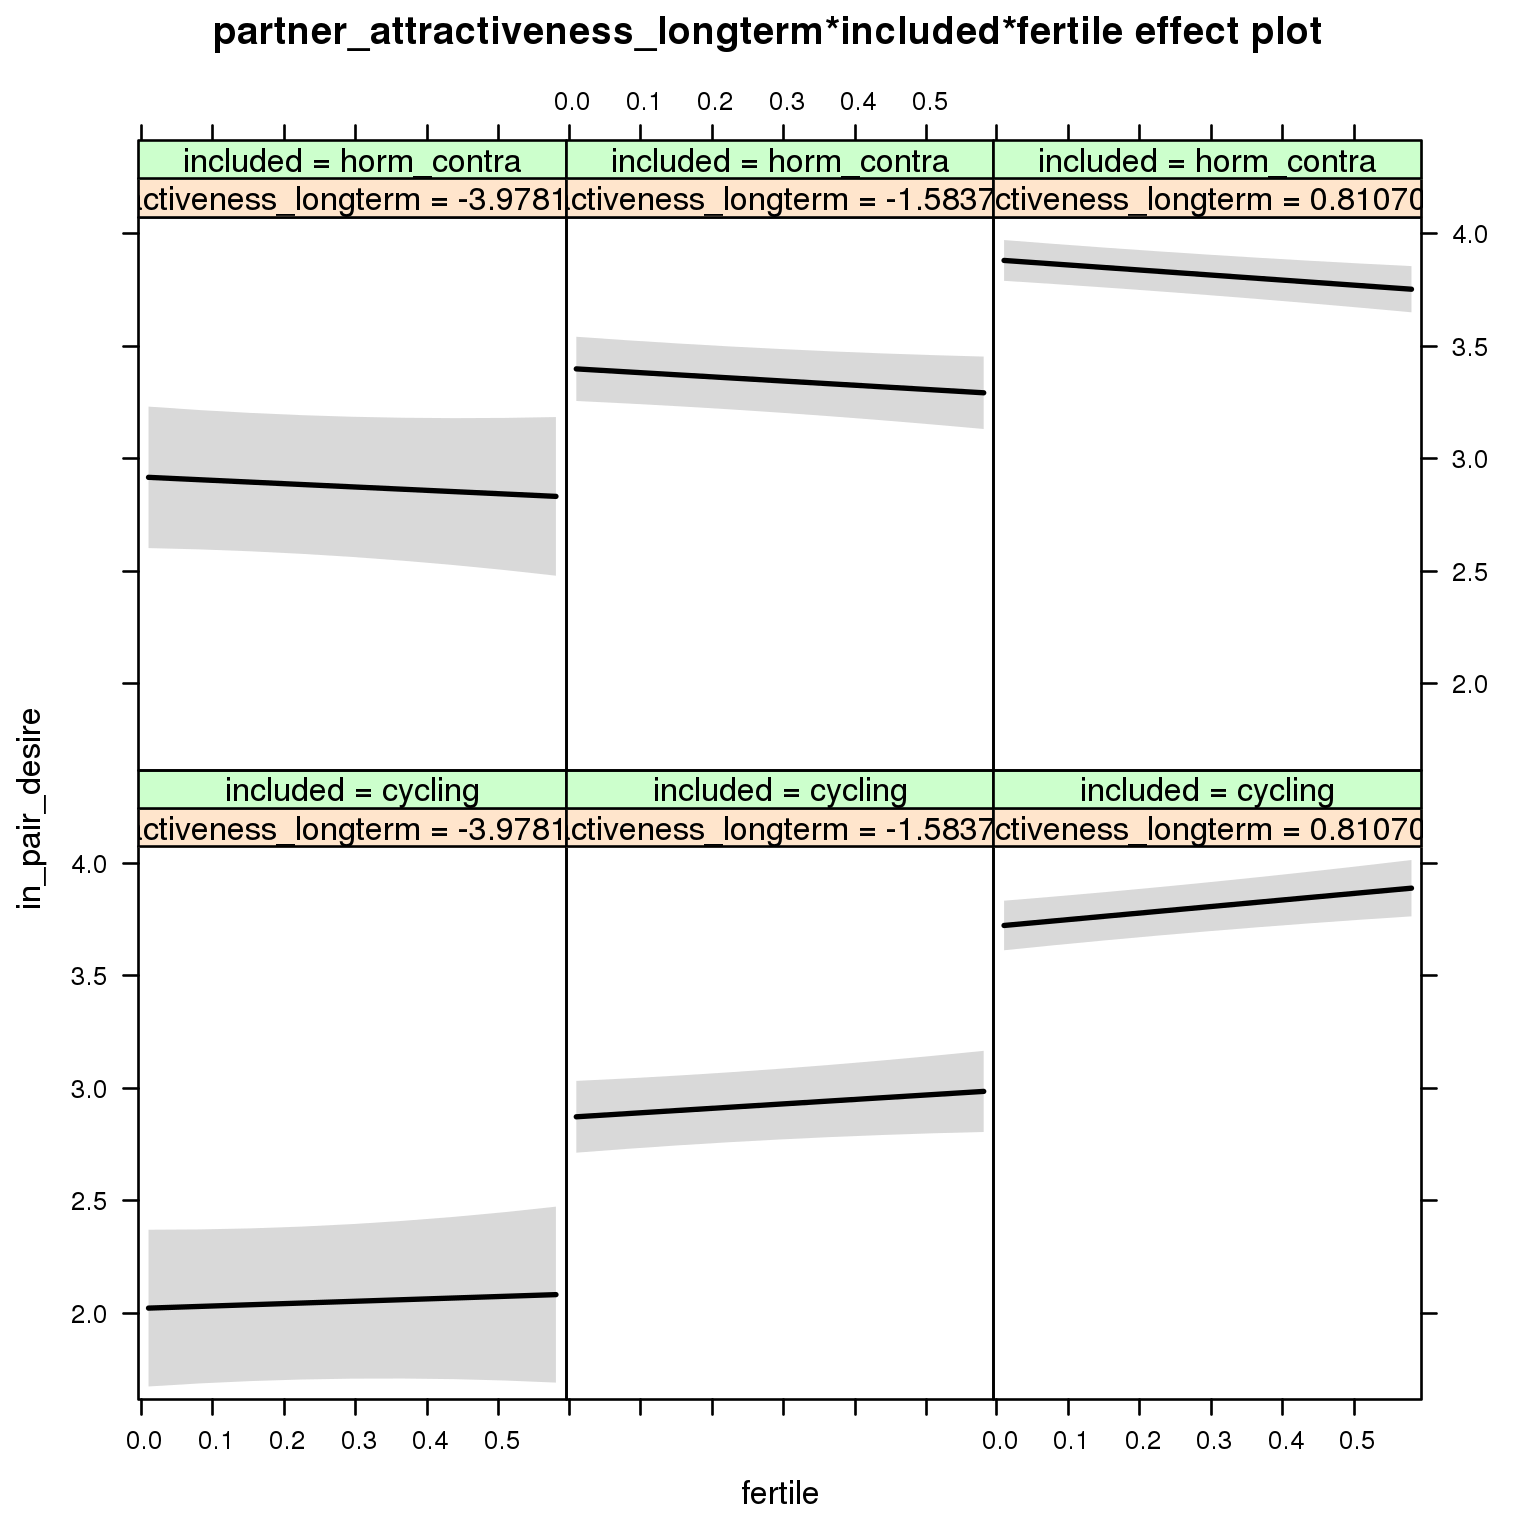 partner_attractiveness_longterm*included*fertile effect plot
0.0 0.1 0.2 0.3 0.4 0.5
included = horm_contra included = horm_contra included = horm_contra
ctiveness_longterm = -3.9781 ctiveness_longterm = -1.5837 ctiveness_longterm = 0.81070
4.0
3.5
3.0
2.5
2.0
in_pair_desire
included = cycling included = cycling included = cycling
ctiveness_longterm = -3.9781 ctiveness_longterm = -1.5837 ctiveness_longterm = 0.81070
4.0
3.5
3.0
2.5
2.0
0.0 0.1 0.2 0.3 0.4 0.5 0.0 0.1 0.2 0.3 0.4 0.5
fertile